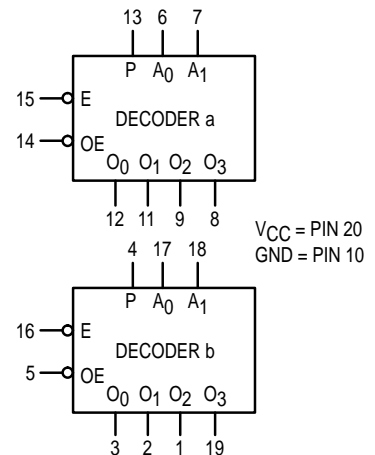 13 6 7
P A0 A1
15 E
DECODER a
14 OE
O0 O1 O2 O3
12 11 9 8
VCC = PIN 20
GND = PIN 10
4 17 18
P A0 A1
16 E
DECODER b
5 OE
O0 O1 O2 O3
3 2 1 19